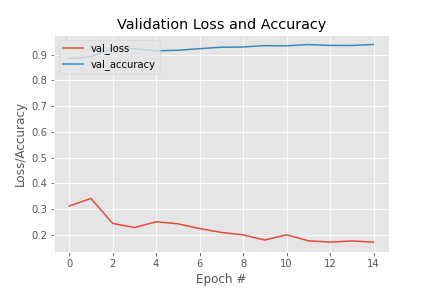 Validation Loss and Accuracy
val_loss
val_accuracy
Loss/Accuracy
0.9
0.8
0.7
0.6
0.5
0.4
0.3
0.2
0 2 4 6 8 10 12 14
Epoch #